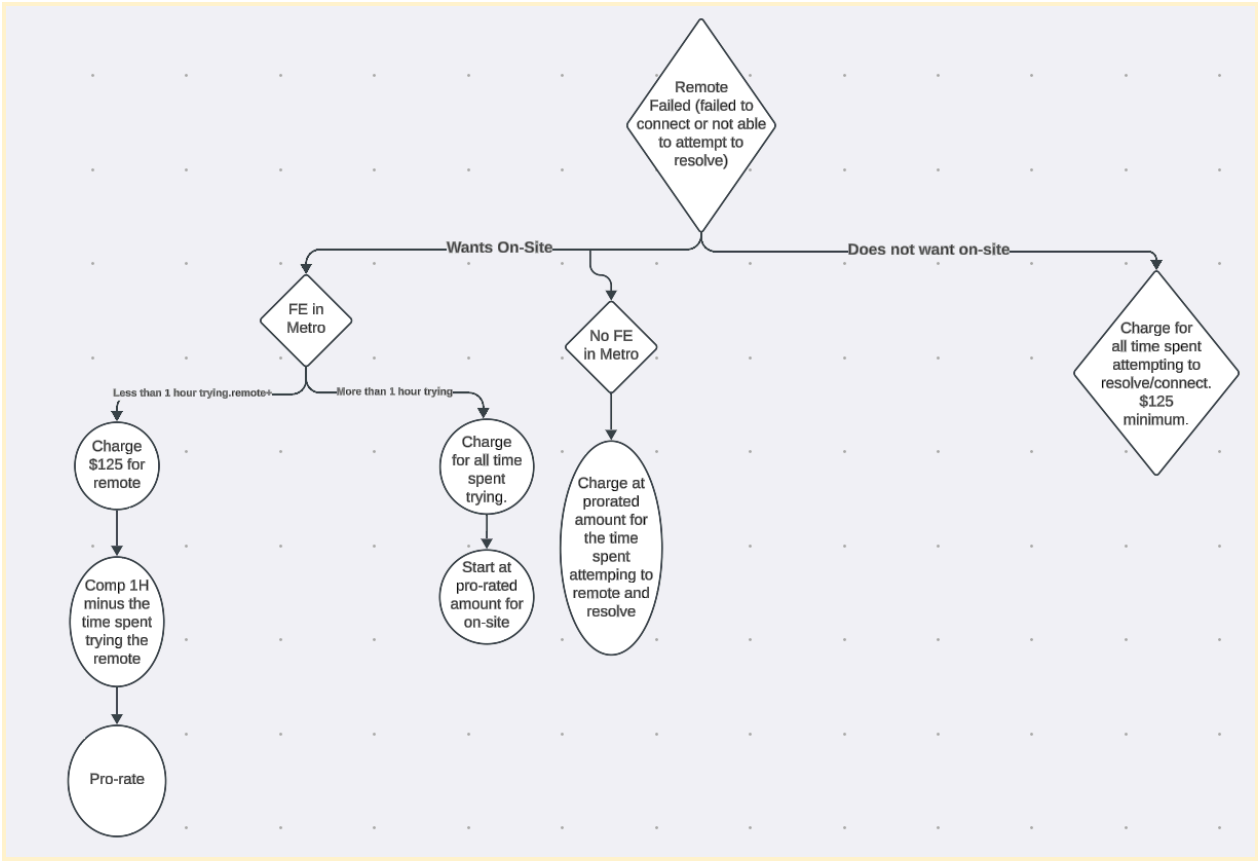 Remote
Failed (failed to
connect or not able
to attempt to
resolve)
Wants On-Site
Does not want on-site
FE in
Metro
No FE
in Metro
Charge for
all time spent
attempting to
resolve/connect.
$125
minimum.
Less than 1 hour trying.remote+
More than 1 hour trying
Charge
$125 for
remote
Charge
for all time
spent
trying.
Charge at
prorated
amount for
the time
spent
attemping to
remote and
resolve
Comp 1H
minus the
time spent
trying the
remote
Start at
pro-rated
amount for
on-site
Pro-rate